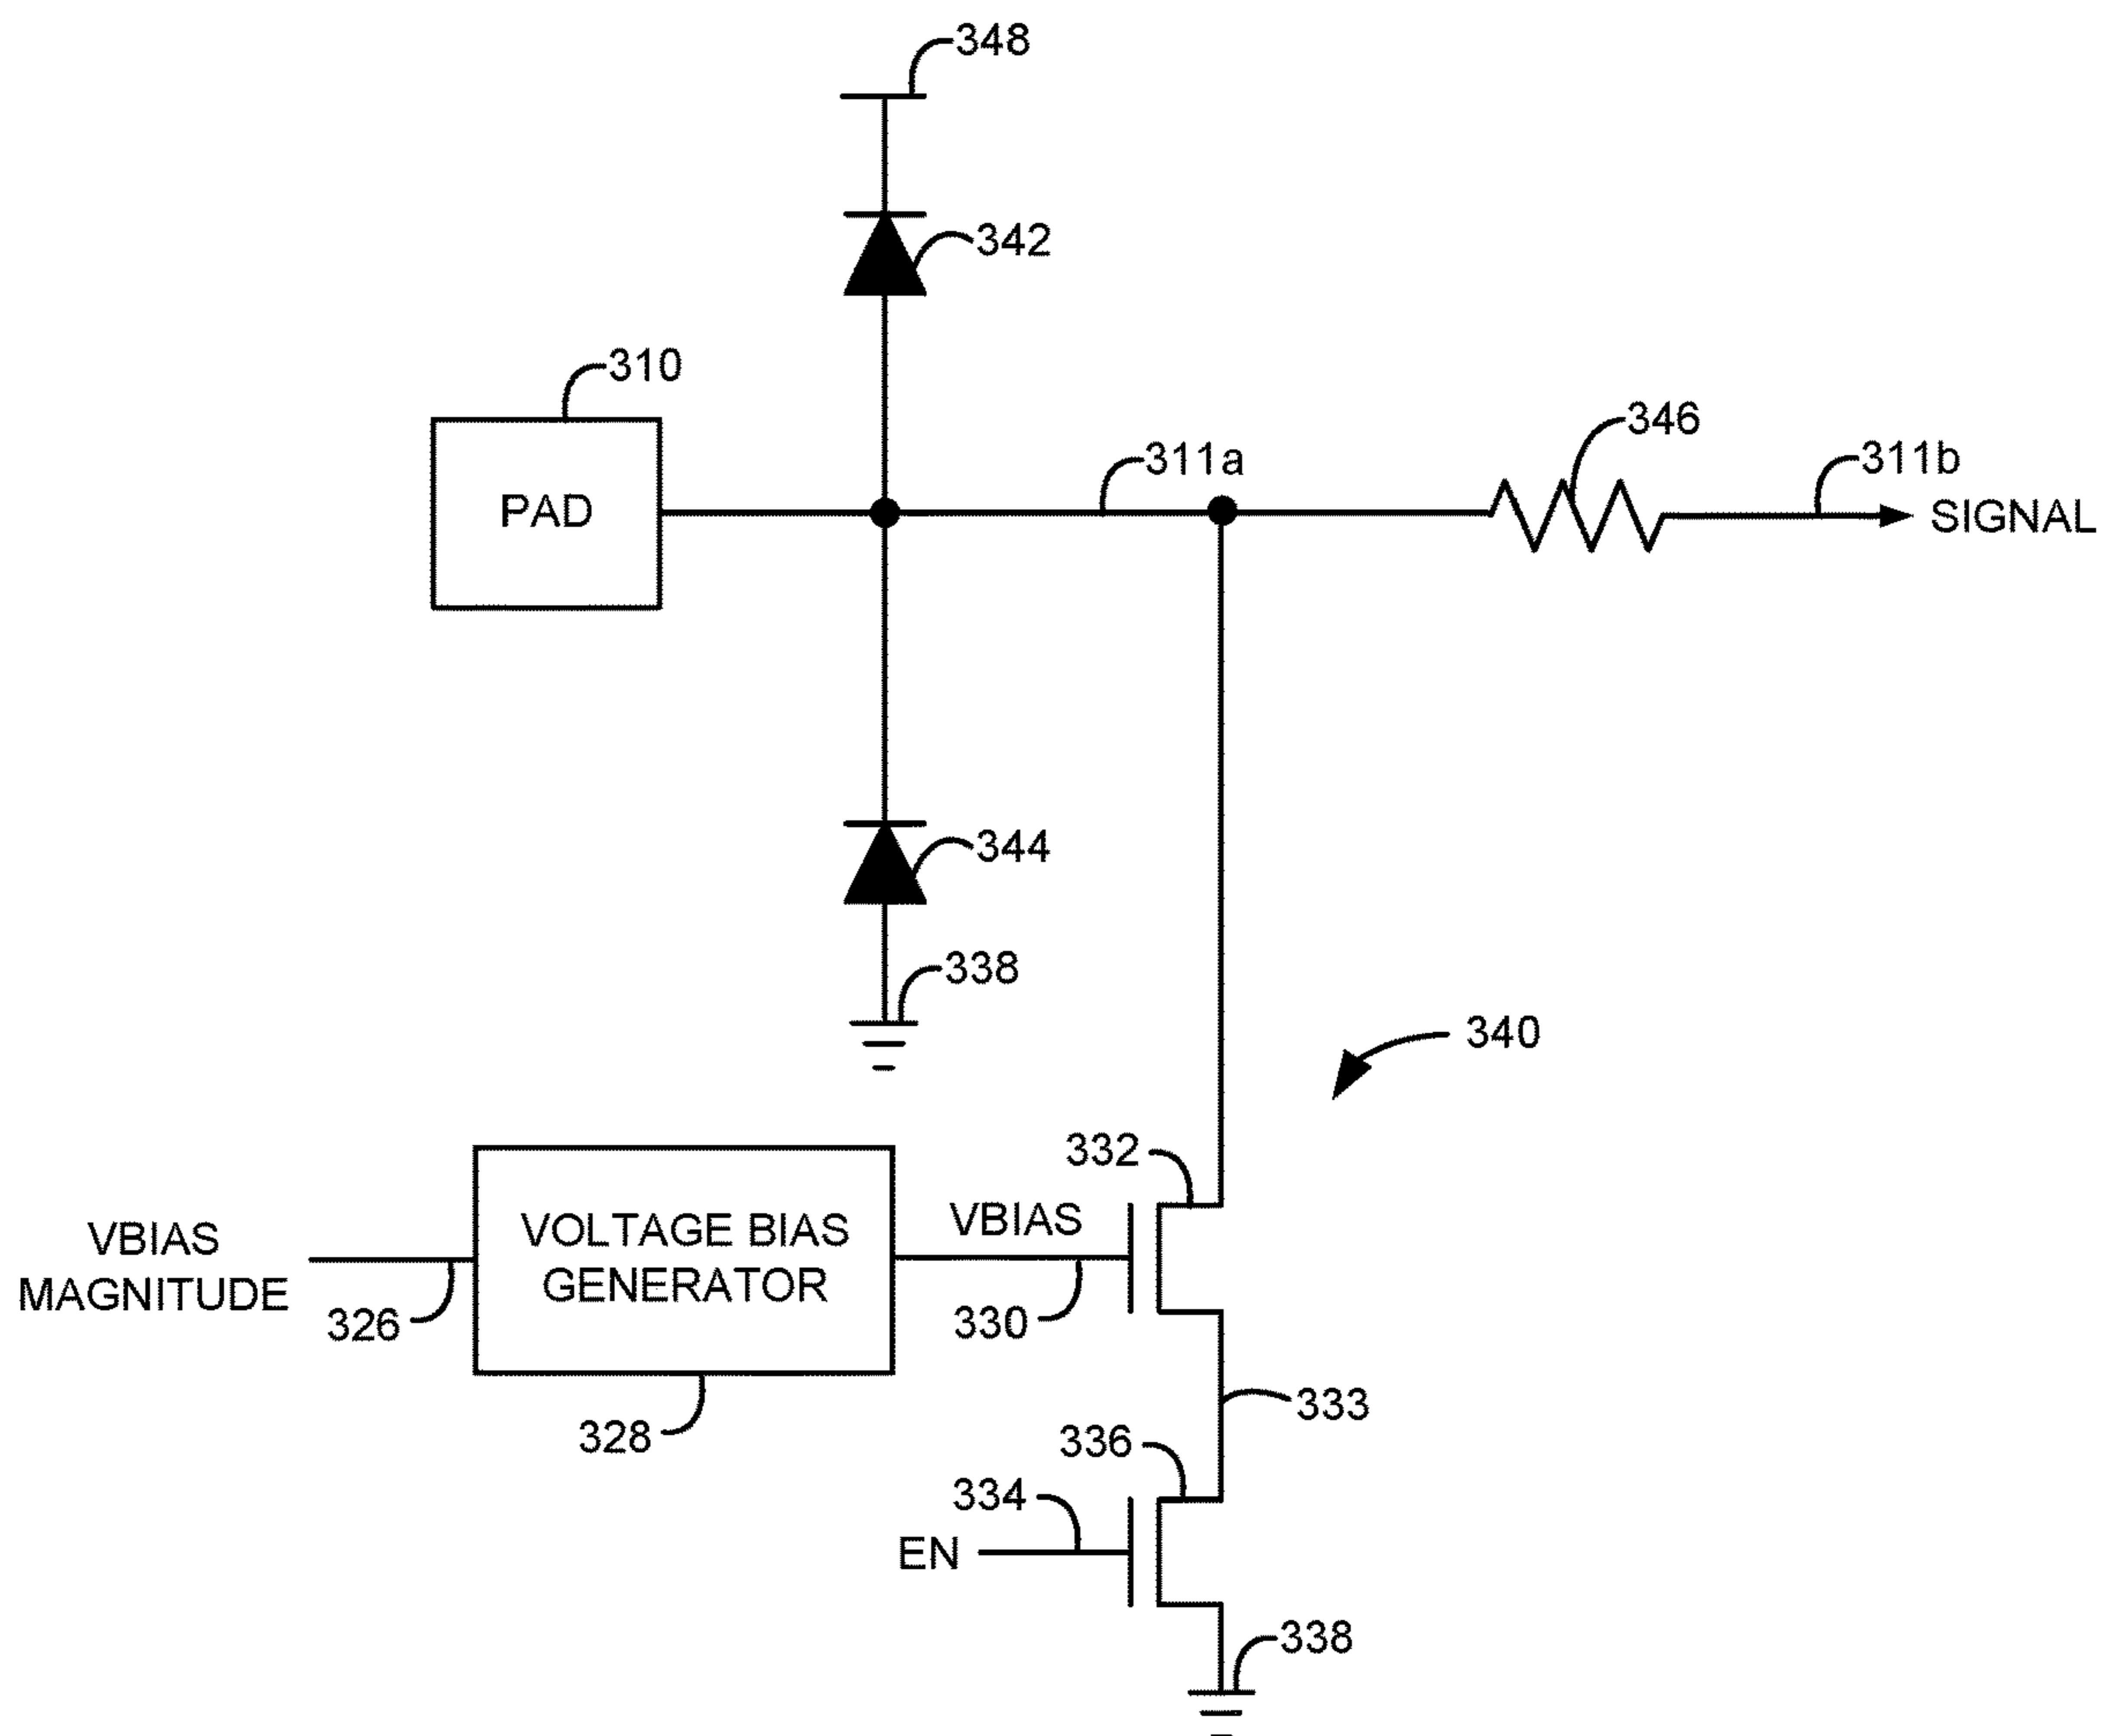 348
342
310
346
311a
311b
PAD
SIGNAL
344
338
340
332
VBIAS
MAGNITUDE
VOLTAGE BIAS
GENERATOR
VBIAS
326
330
328
333
336
334
EN
338